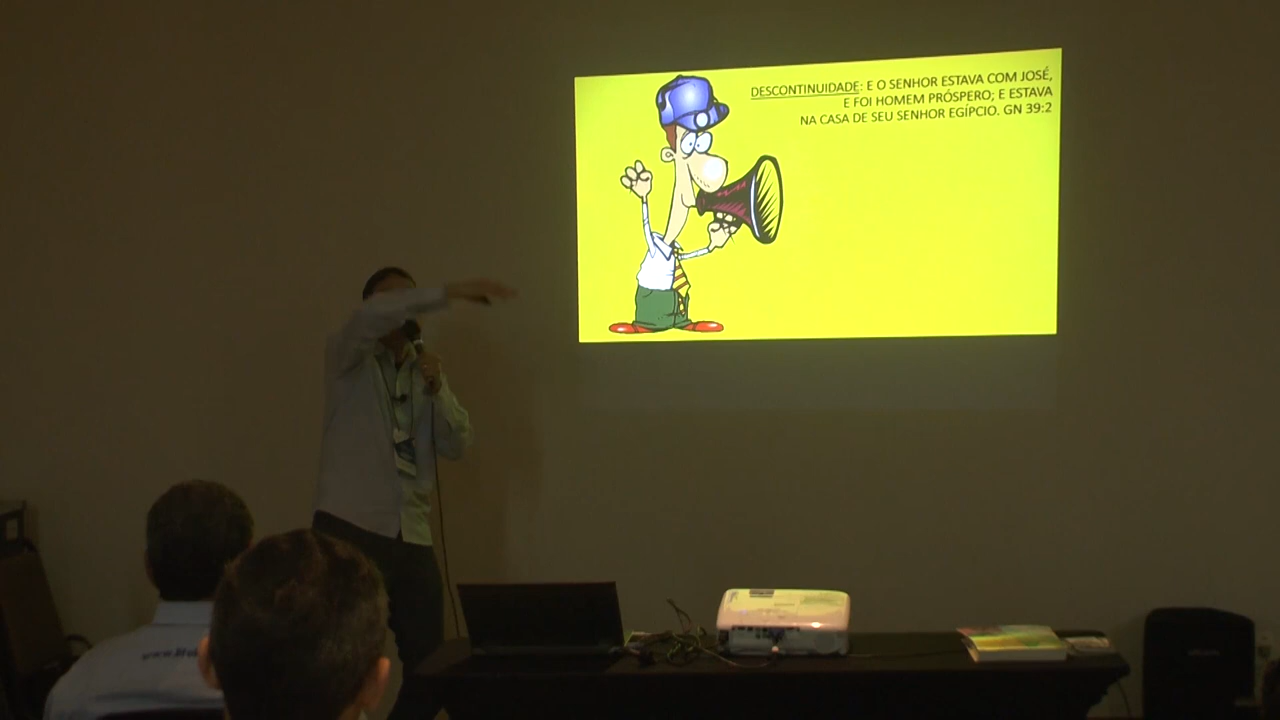 DESCONTINUIDADE: E O SENHOR ESTAVA COM JOSÉ,
E FOI HOMEM PRÓSPERO; E ESTAVA
NA CASA DE SEU SENHOR EGÍPCIO. GN 39:2